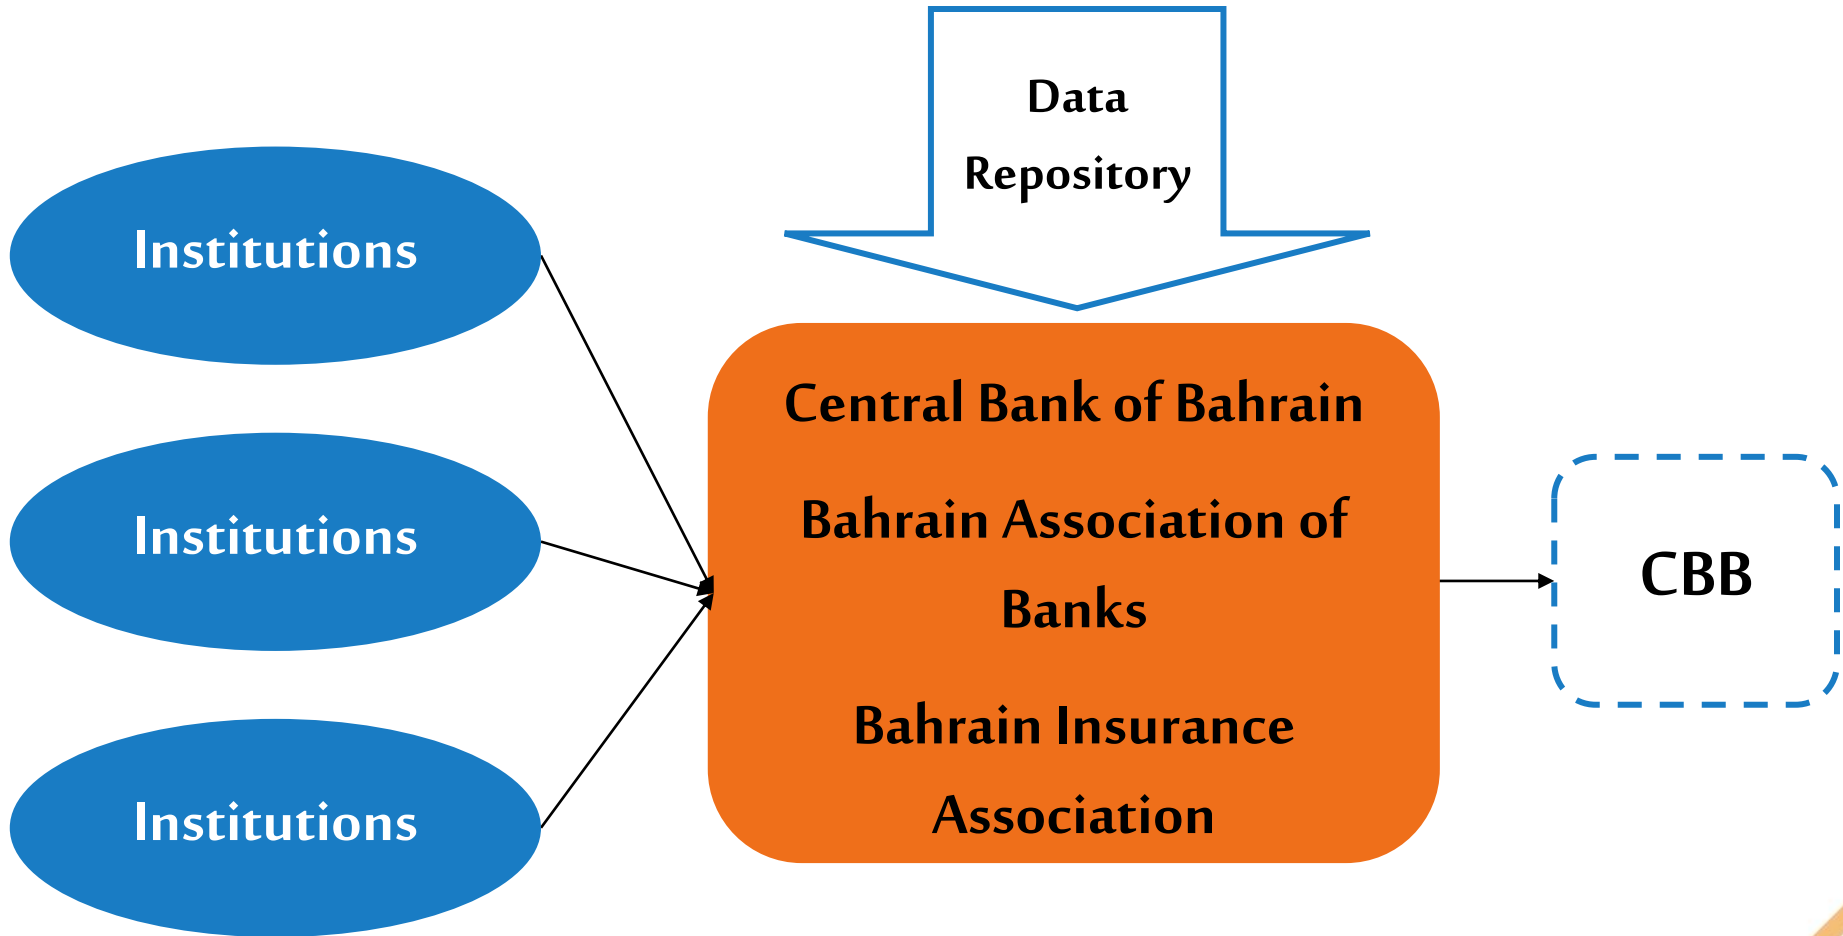 Data
Repository
Institutions
Institutions
Institutions
Central Bank of Bahrain
Bahrain Association of
Banks
Bahrain Insurance
Association
CBB